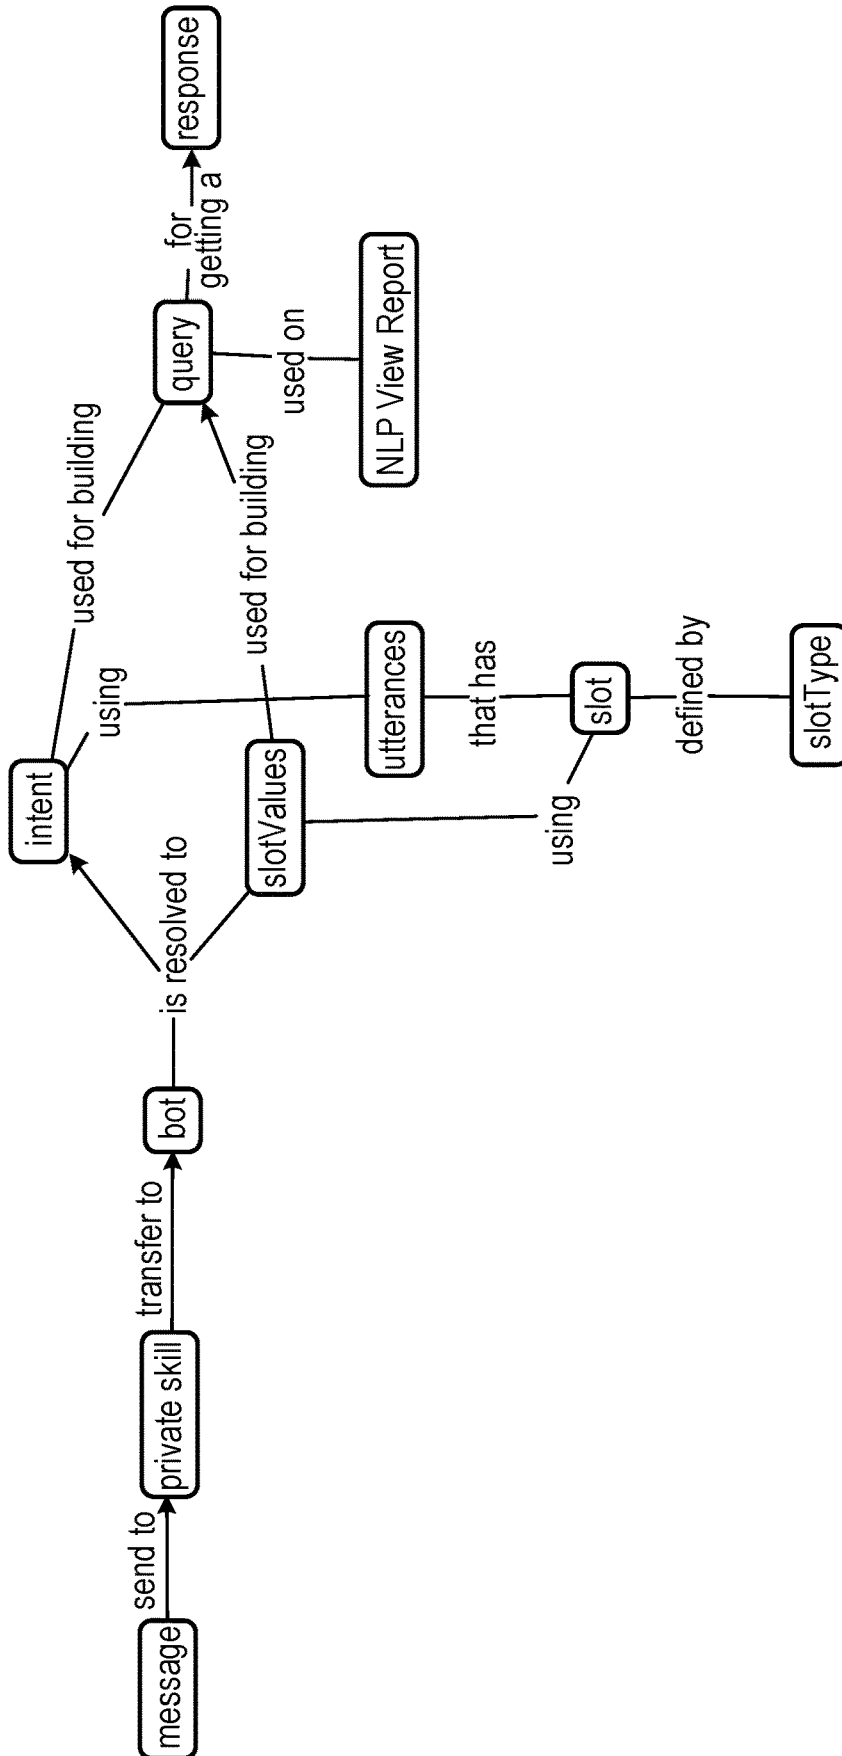 message
send to
private skill
transfer to
bot
is resolved to
intent
slotValues
using
used for building
used for building
query
for
getting a
response
used on
NLP View Report
utterances
that has
slot
using
defined by
slotType